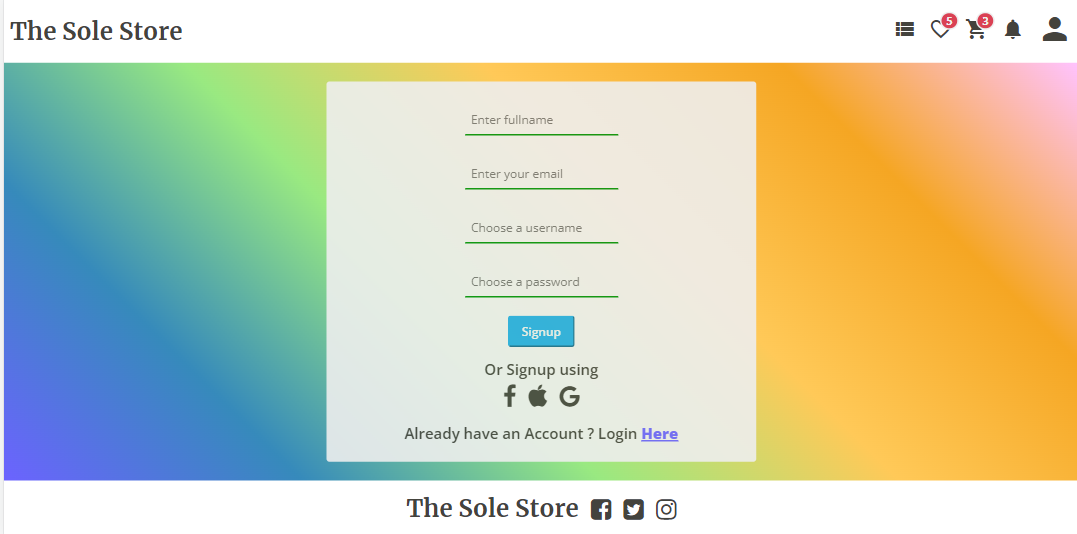 The Sole Store
5
3
Enter fullname
Enter your email
Choose a username
Choose a password
Signup
Or Signup using
Already have an Account ? Login Here
The Sole Store